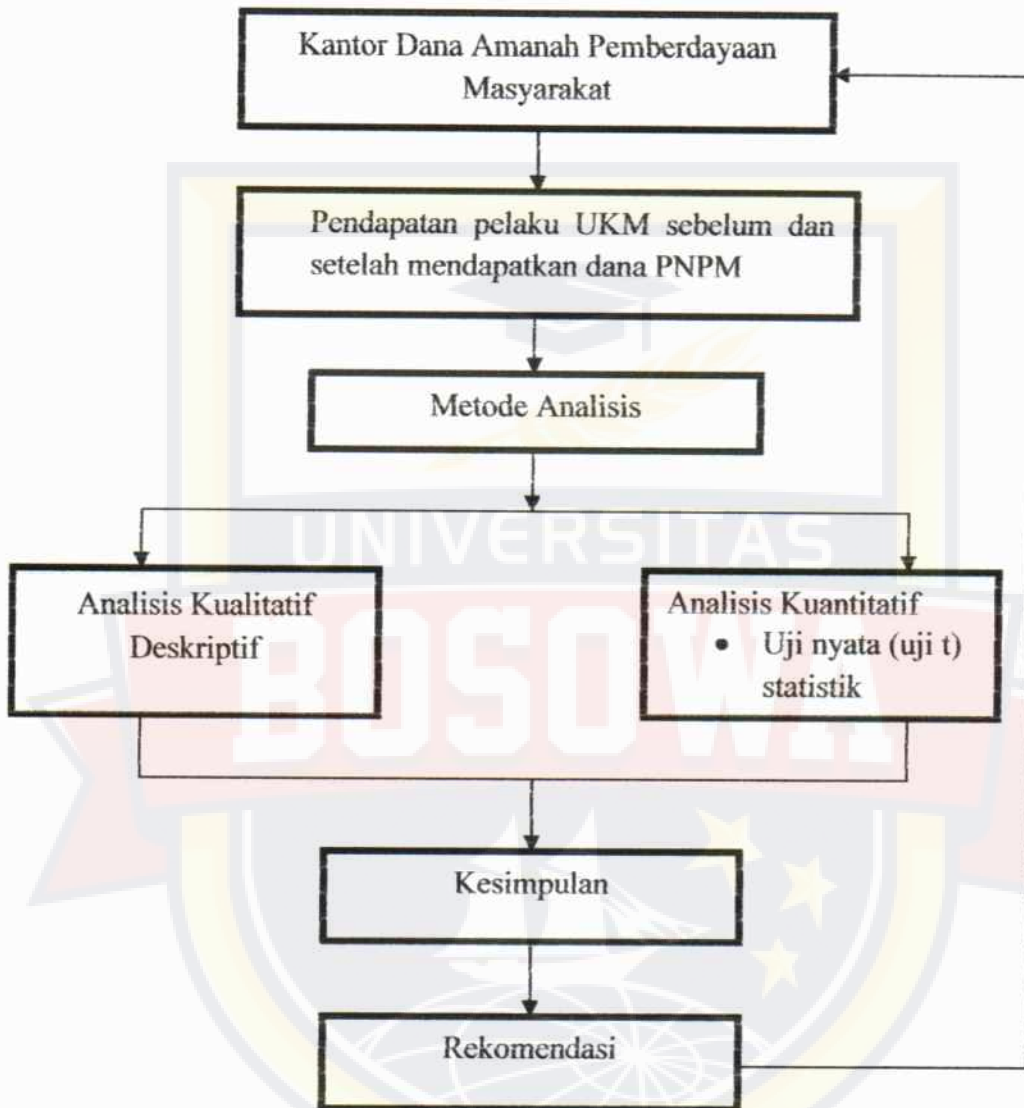 Kantor Dana Amanah Pemberdayaan
Masyarakat
Pendapatan pelaku UKM sebelum dan
setelah mendapatkan dana PNPM
Metode Analisis
UNIVERSITAS
BOSOWA
Analisis Kualitatif
Deskriptif
Analisis Kuantitatif
• Uji nyata (uji t)
statistik
Kesimpulan
Rekomendasi